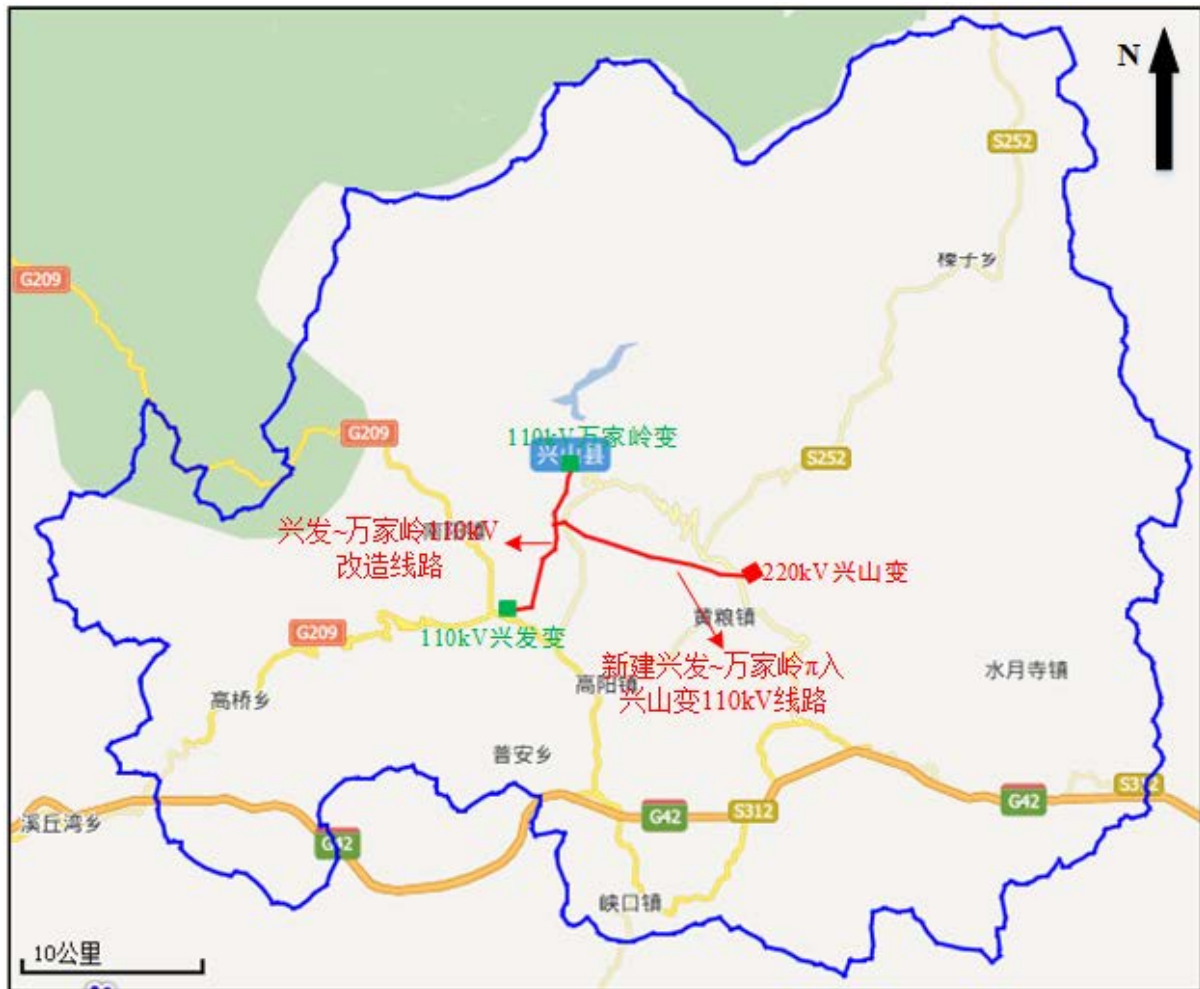 N
S252
榛子乡
G209
G209
110kV万家岭变
兴山县
S252
兴发~万家岭110kV
改造线路
220kV兴山变
黄粮镇
110kV兴发变
G209
新建兴发~万家岭π入
兴山变110kV线路
水月寺镇
高阳镇
高桥乡
普安乡
S312
G42
G42
S312
溪丘湾乡
G42
峡口镇
10公里